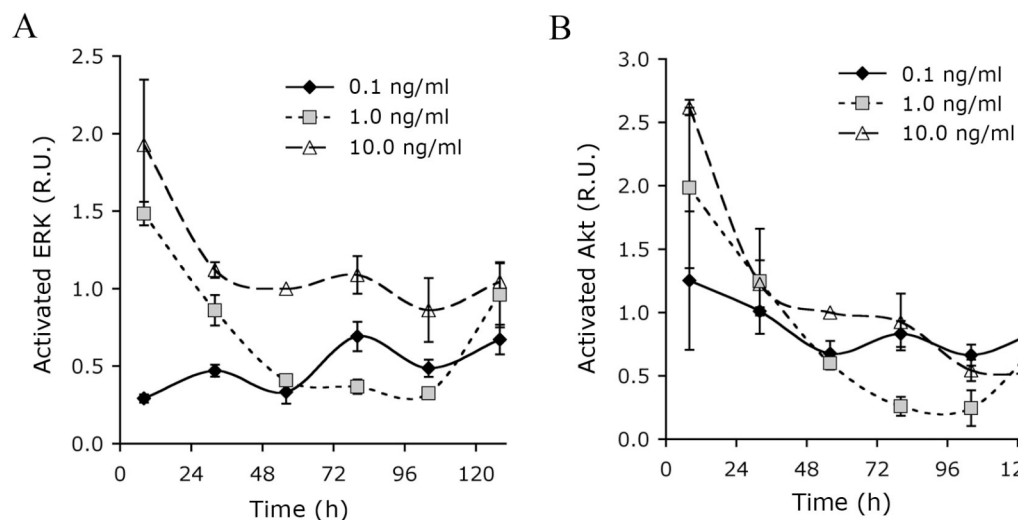 A
Activated ERK (R.U.)
2.5
2.0
1.5
1.0
0.5
0.0
0 24 48 72 96 120
Time (h)
0.1 ng/ml
1.0 ng/ml
10.0 ng/ml
B
Activated Akt (R.U.)
3.0
2.5
2.0
1.5
1.0
0.5
0.0
0 24 48 72 96 12
Time (h)
0.1 ng/ml
1.0 ng/ml
10.0 ng/ml